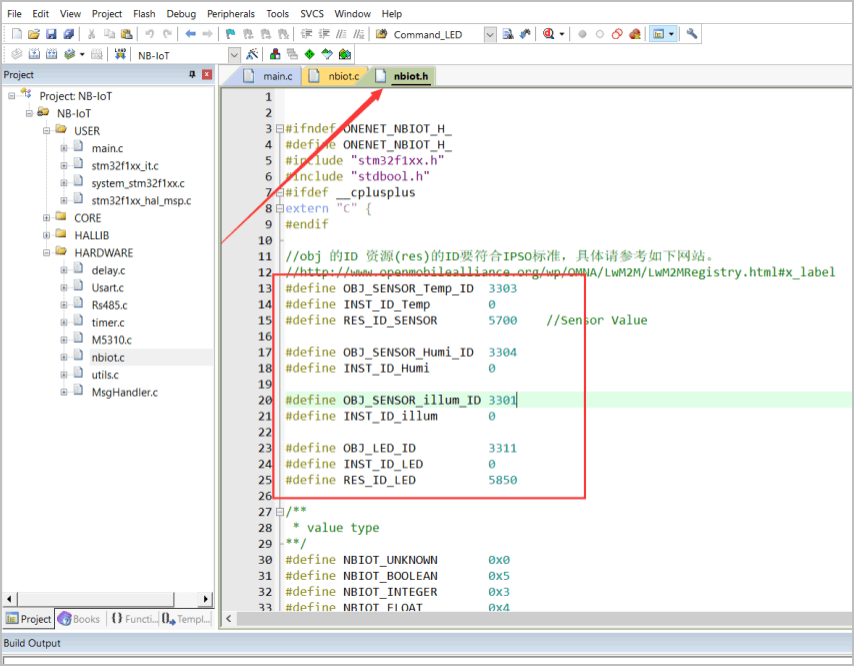 File Edit View Project Flash Debug Peripherals Tools SVCS Window Help
Command_LED
LOAD
NB-IoT
Project
main.c nbiot.c nbiot.h
Project: NB-IoT
NB-IoT
USER
main.c
stm32f1xx_it.c
system_stm32f1xx.c
stm32f1xx_hal_msp.c
CORE
HALLIB
HARDWARE
delay.c
Usart.c
Rs485.c
timer.c
M5310.c
nbiot.c
utils.c
MsgHandler.c
1
2
3 #ifndef ONENET_NBIOT_H_
4 #define ONENET_NBIOT_H_
5 #include "stm32f1xx.h"
6 #include "stdbool.h"
7 #ifdef __cplusplus
8 extern "C" {
9 #endif
10
11 //obj 的ID 资源(res)的ID要符合IPSO标准，具体请参考如下网站。
12 //http://www.openmobilealliance.org/wp/OMNA/LwM2M/LwM2MRegistry.html#x_label
13 #define OBJ_SENSOR_Temp_ID 3303
14 #define INST_ID_Temp 0
15 #define RES_ID_SENSOR 5700 //Sensor Value
16
17 #define OBJ_SENSOR_Humi_ID 3304
18 #define INST_ID_Humi 0
19
20 #define OBJ_SENSOR_illum_ID 3301
21 #define INST_ID_illum 0
22
23 #define OBJ_LED_ID 3311
24 #define INST_ID_LED 0
25 #define RES_ID_LED 5850
26
27 /**
28 * value type
29 **/
30 #define NBIOT_UNKNOWN 0x0
31 #define NBIOT_BOOLEAN 0x5
32 #define NBIOT_INTEGER 0x3
33 #define NBIOT_FLOAT 0x4
Project Books {} Functi... Templ...
Build Output